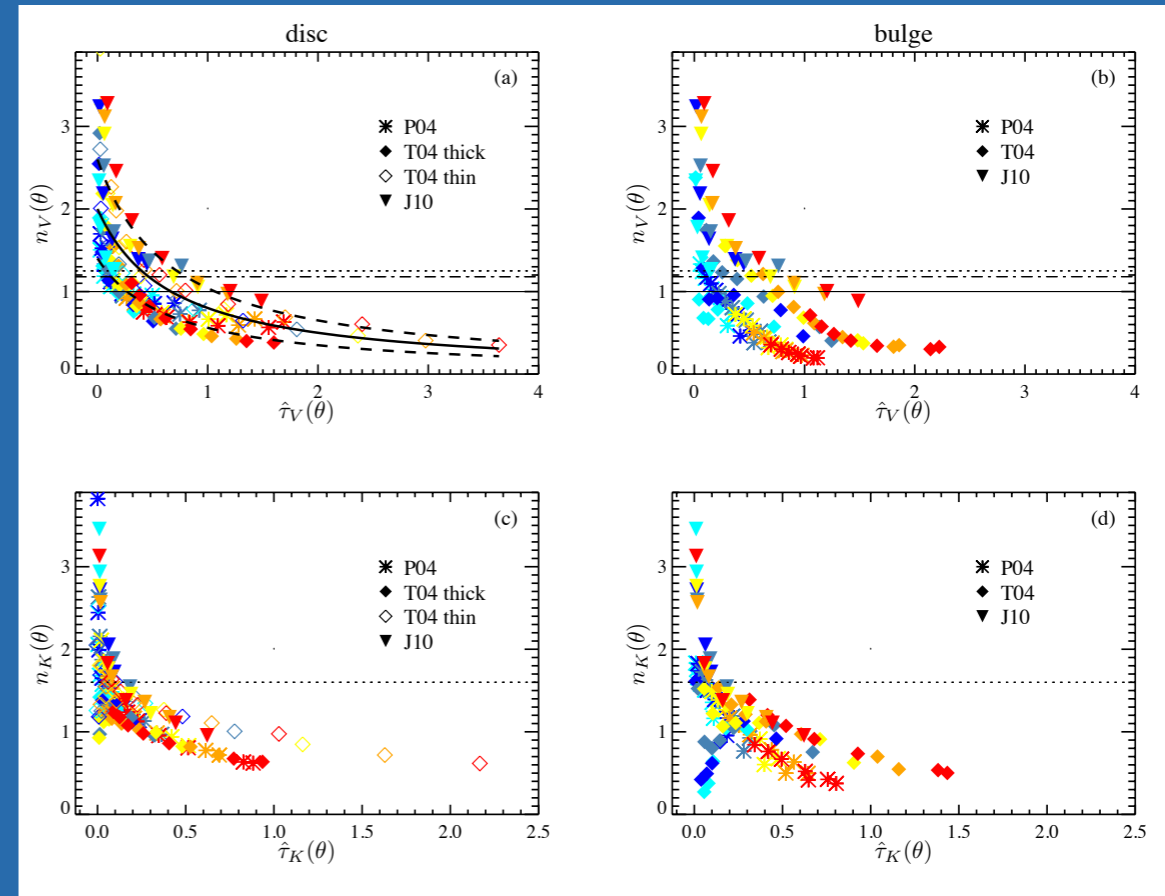 disc
(a)
P04
T04 thick
T04 thin
J10
n_V(θ)
3
2
1
0
0 1 2 3 4
τ̂_V(θ)
bulge
(b)
P04
T04
J10
n_V(θ)
3
2
1
0
0 1 2 3 4
τ̂_V(θ)
(c)
P04
T04 thick
T04 thin
J10
n_K(θ)
3
2
1
0
0.0 0.5 1.0 1.5 2.0 2.5
τ̂_K(θ)
(d)
P04
T04
J10
n_K(θ)
3
2
1
0
0.0 0.5 1.0 1.5 2.0 2.5
τ̂_K(θ)